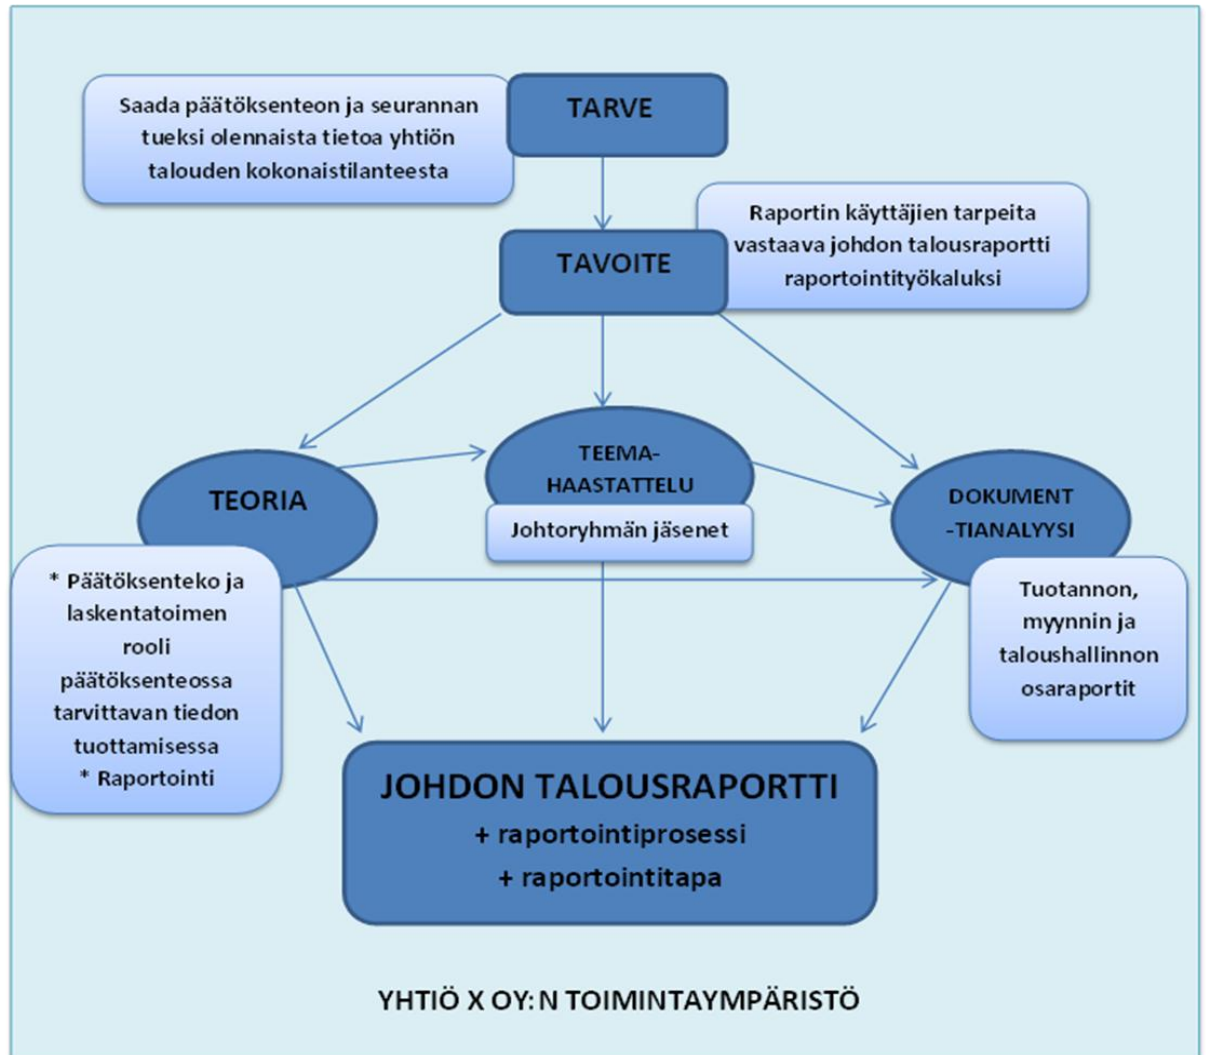 Saada päätöksenteon ja seurannan
tueksi olennaista tietoa yhtiön
talouden kokonaistilanteesta
TARVE
Raportin käyttäjien tarpeita
vastaava johdon talousraportti
raportointityökaluksi
TAVOITE
TEORIA
* Päätöksenteko ja
laskentatoimen
rooli
päätöksenteossa
tarvittavan tiedon
tuottamisessa
* Raportointi
TEEMA-
HAASTATTELU
Johtoryhmän jäsenet
DOKUMENT
-TIANALYYSI
Tuotannon,
myynnin ja
taloushallinnon
osaraportit
JOHDON TALOUSRAPORTTI
+ raportointiprosessi
+ raportointitapa
YHTIÖ X OY:N TOIMINTAYMPÄRISTÖ